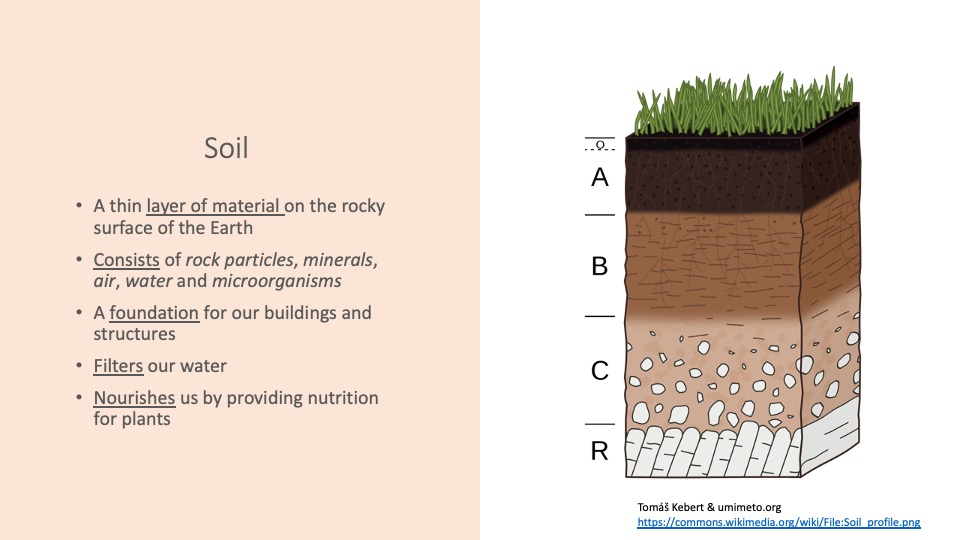 Soil
• A thin layer of material on the rocky
surface of the Earth
• Consists of rock particles, minerals,
air, water and microorganisms
• A foundation for our buildings and
structures
• Filters our water
• Nourishes us by providing nutrition
for plants
O
A
B
C
R
Tomáš Kebert & umimeto.org
https://commons.wikimedia.org/wiki/File:Soil_profile.png